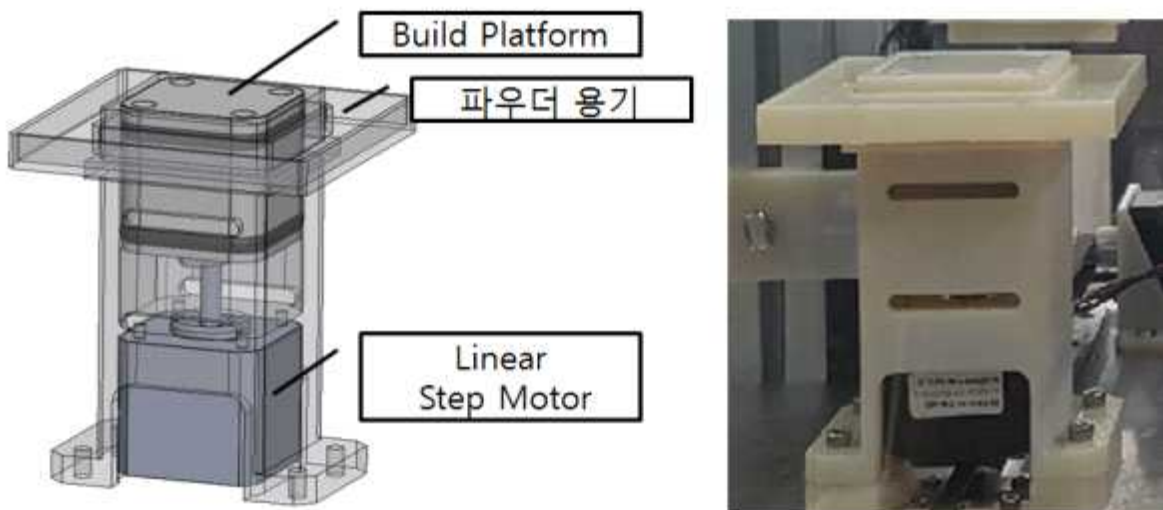 Build Platform
파우더 용기
Linear
Step Motor